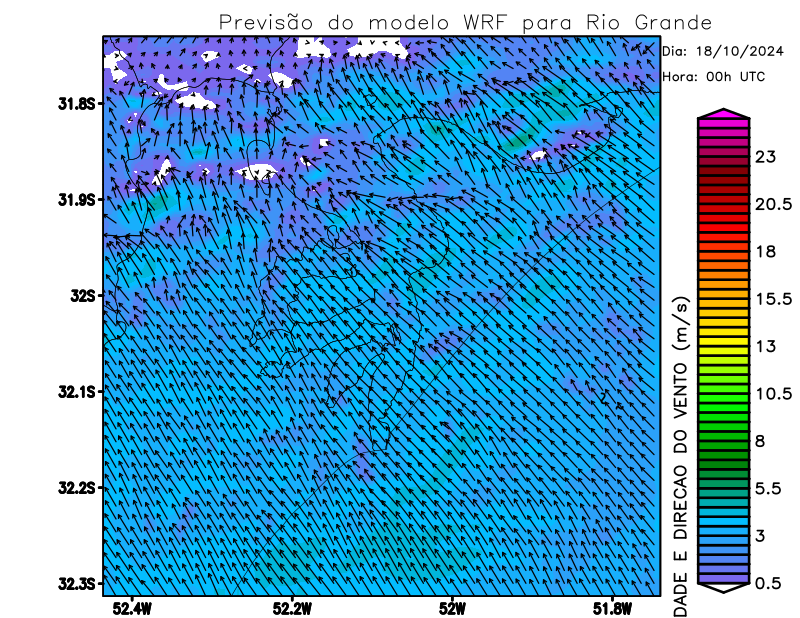 Previsão do modelo WRF para Rio Grande
Dia: 18/10/2024
Hora: 00h UTC
31.8S
31.9S
32S
32.1S
32.2S
32.3S
52.4W
52.2W
52W
51.8W
23
20.5
18
15.5
13
10.5
8
5.5
3
0.5
DADE E DIRECAO DO VENTO (m/s)